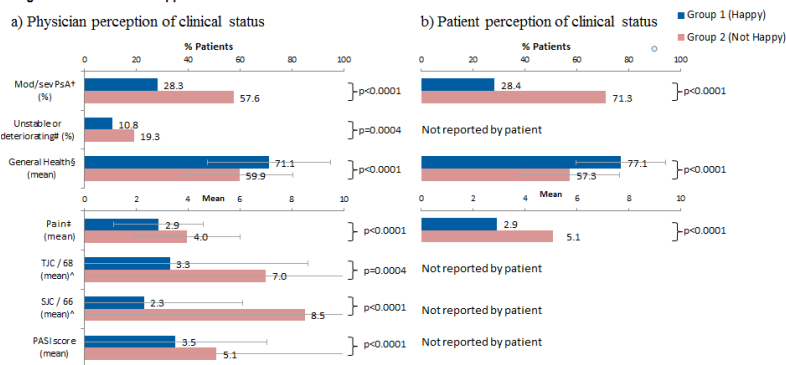 a) Physician perception of clinical status
b) Patient perception of clinical status
Group 1 (Happy)
Group 2 (Not Happy)
% Patients
0 20 40 60 80 100
Mod/sev PsA†
(%)
28.3
57.6
p<0.0001
Unstable or
deteriorating# (%)
10.8
19.3
p=0.0004
General Health§
(mean)
71.1
59.9
p<0.0001
Mean
0 2 4 6 8 10
Pain‡
(mean)
2.9
4.0
p<0.0001
TJC / 68
(mean)^
3.3
7.0
p=0.0004
SJC / 66
(mean)^
2.3
8.5
p<0.0001
PASI score
(mean)
3.5
5.1
p<0.0001
% Patients
0 20 40 60 80 100
28.4
71.3
p<0.0001
Not reported by patient
77.1
57.3
p<0.0001
Mean
0 2 4 6 8 10
2.9
5.1
p<0.0001
Not reported by patient
Not reported by patient
Not reported by patient